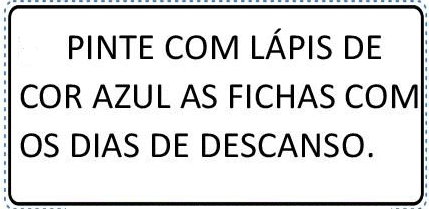 PINTE COM LÁPIS DE
COR AZUL AS FICHAS COM
OS DIAS DE DESCANSO.